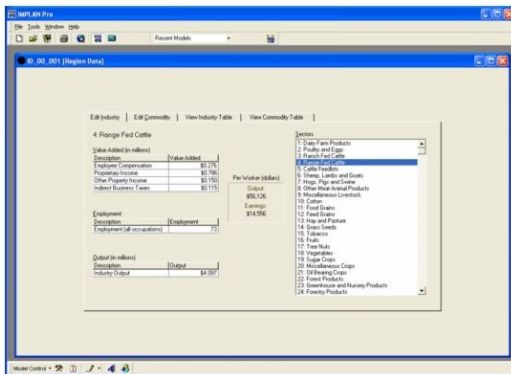 IMPLAN Pro
File Tools Window Help
Recent Models
ID_00_001 [Region Data]
Edit Industry | Edit Commodity | View Industry Table | View Commodity Table |
4: Range Fed Cattle
Value Added (in millions)
Description Value Added
Employee Compensation $0.276
Proprietary Income $0.786
Other Property Income $0.150
Indirect Business Taxes $0.115
Employment
Description Employment
Employment (all occupations) 73
Output (in millions)
Description Output
Industry Output $4.097
Per Worker (dollars)
Output
$56,126
Earnings
$14,556
Sectors
1: Dairy Farm Products
2: Poultry and Eggs
3: Ranch Fed Cattle
4: Range Fed Cattle
5: Cattle Feedlots
6: Sheep, Lambs and Goats
7: Hogs, Pigs and Swine
8: Other Meat Animal Products
9: Miscellaneous Livestock
10: Cotton
11: Food Grains
12: Feed Grains
13: Hay and Pasture
14: Grass Seeds
15: Tobacco
16: Fruits
17: Tree Nuts
18: Vegetables
19: Sugar Crops
20: Miscellaneous Crops
21: Oil Bearing Crops
22: Forest Products
23: Greenhouse and Nursery Products
24: Forestry Products
Model Control